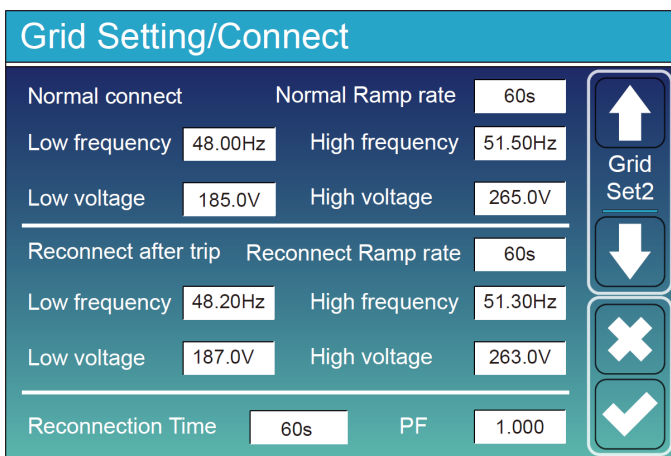 Grid Setting/Connect
Normal connect Normal Ramp rate 60s
Low frequency 48.00Hz High frequency 51.50Hz
Low voltage 185.0V High voltage 265.0V
Reconnect after trip Reconnect Ramp rate 60s
Low frequency 48.20Hz High frequency 51.30Hz
Low voltage 187.0V High voltage 263.0V
Reconnection Time 60s PF 1.000
Grid
Set2